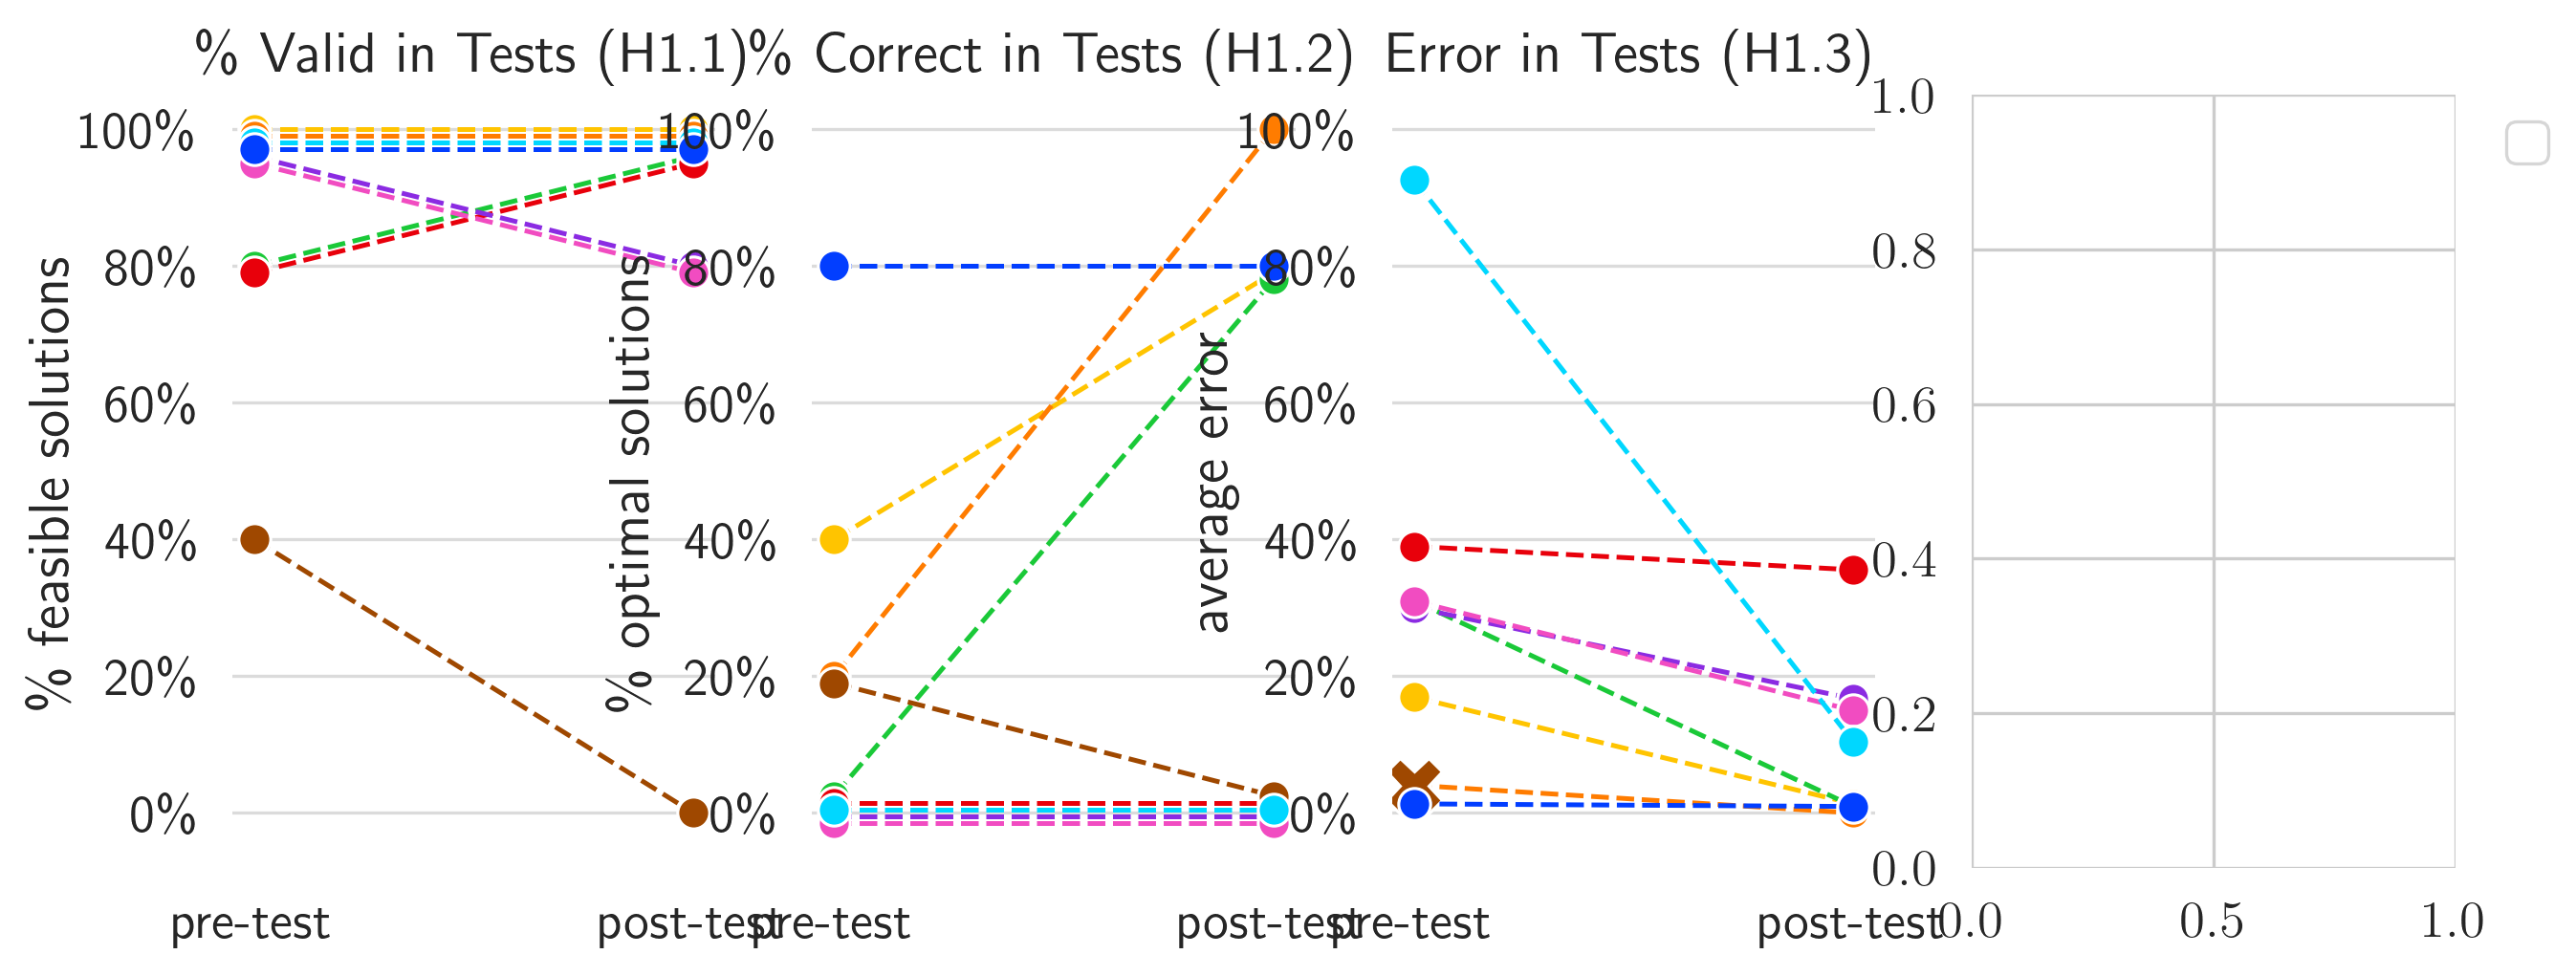 % Valid in Tests (H1.1)
% feasible solutions
100%
80%
60%
40%
20%
0%
pre-test
post-test
% Correct in Tests (H1.2)
% optimal solutions
100%
80%
60%
40%
20%
0%
pre-test
post-test
Error in Tests (H1.3)
average error
100%
80%
60%
40%
20%
0%
pre-test
post-test
1.0
0.8
0.6
0.4
0.2
0.0
0.0
0.5
1.0